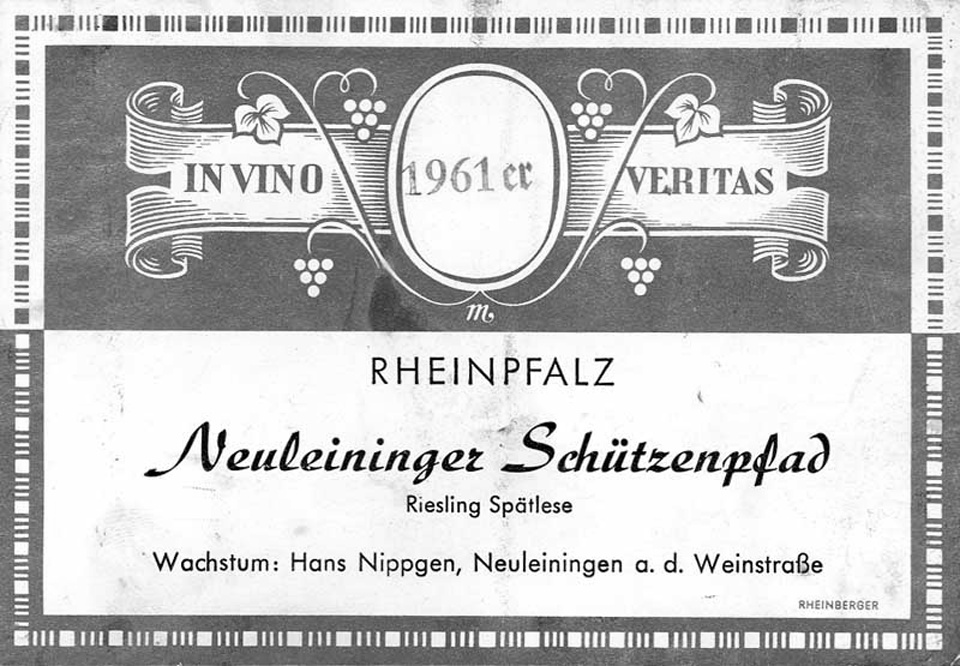 IN VINO 1961er VERITAS
m
RHEINPFALZ
Neuleininger Schützenpfad
Riesling Spätlese
Wachstum: Hans Nippgen, Neuleiningen a. d. Weinstraße
RHEINBERGER